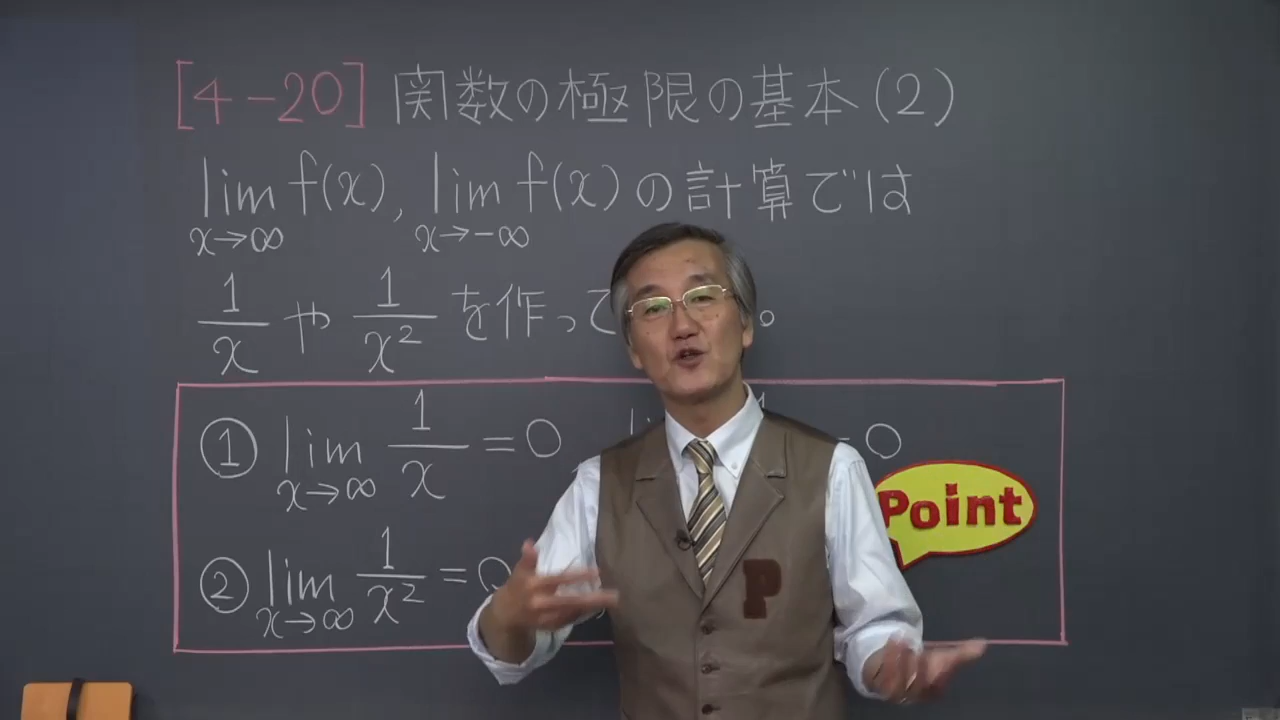 [4-20] 関数の極限の基本(2)
lim x→∞ f(x), lim x→-∞ f(x) の計算では
1/x や 1/x² を作って 。
① lim x→∞ 1/x = 0 =0
② lim x→∞ 1/x² = 0
Point
P